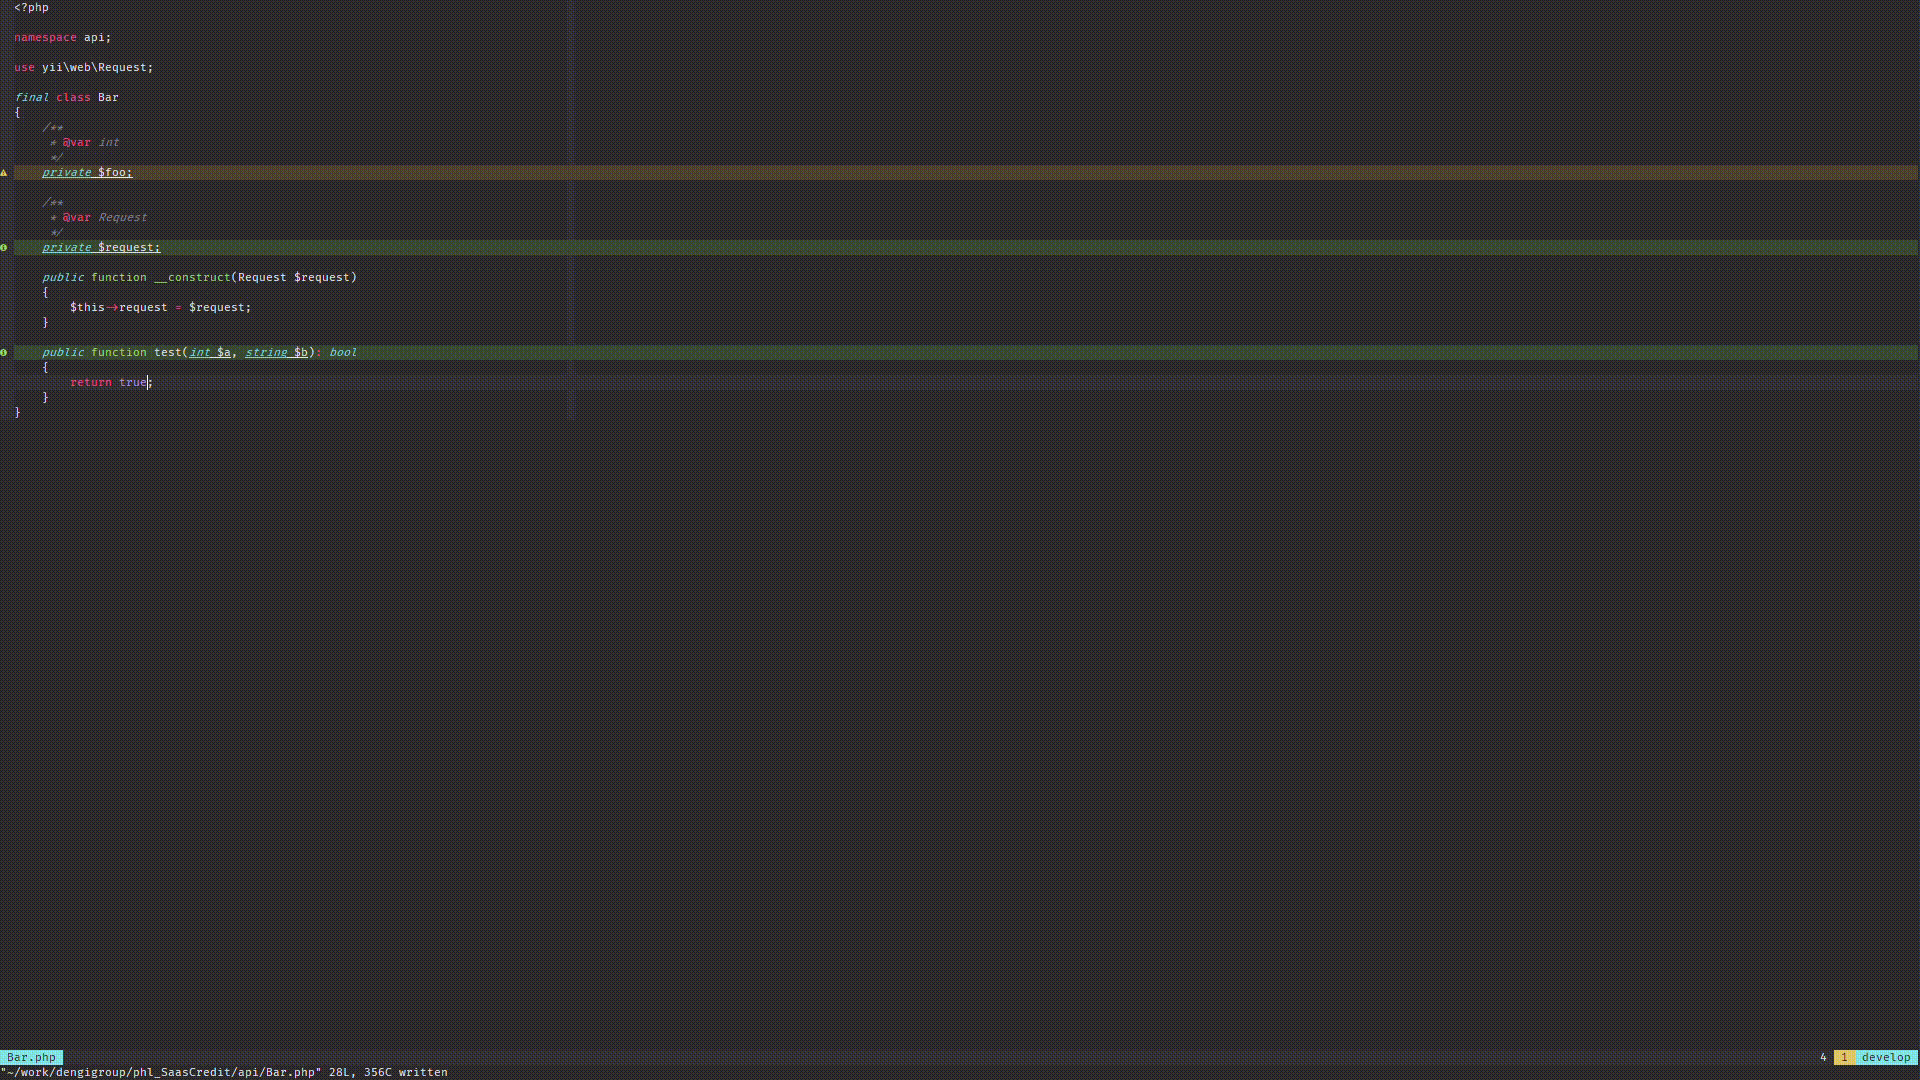 <?php
namespace api;
use yii\web\Request;
final class Bar
{
    /**
     * @var int
     */
    private $foo;
    /**
     * @var Request
     */
    private $request;
    public function __construct(Request $request)
    {
        $this->request = $request;
    }
    public function test(int $a, string $b): bool
    {
        return true;
    }
}
Bar.php 4 1 develop
"~/work/dengigroup/phl_SaasCredit/api/Bar.php" 28L, 356C written